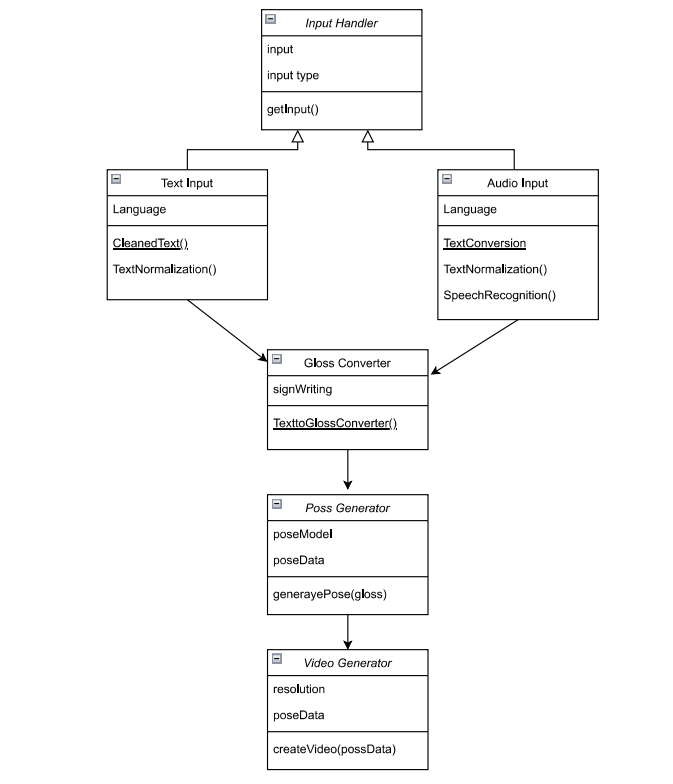 Input Handler
input
input type
getInput()
Text Input
Language
CleanedText()
TextNormalization()
Audio Input
Language
TextConversion
TextNormalization()
SpeechRecognition()
Gloss Converter
signWriting
TexttoGlossConverter()
Poss Generator
poseModel
poseData
generayePose(gloss)
Video Generator
resolution
poseData
createVideo(possData)